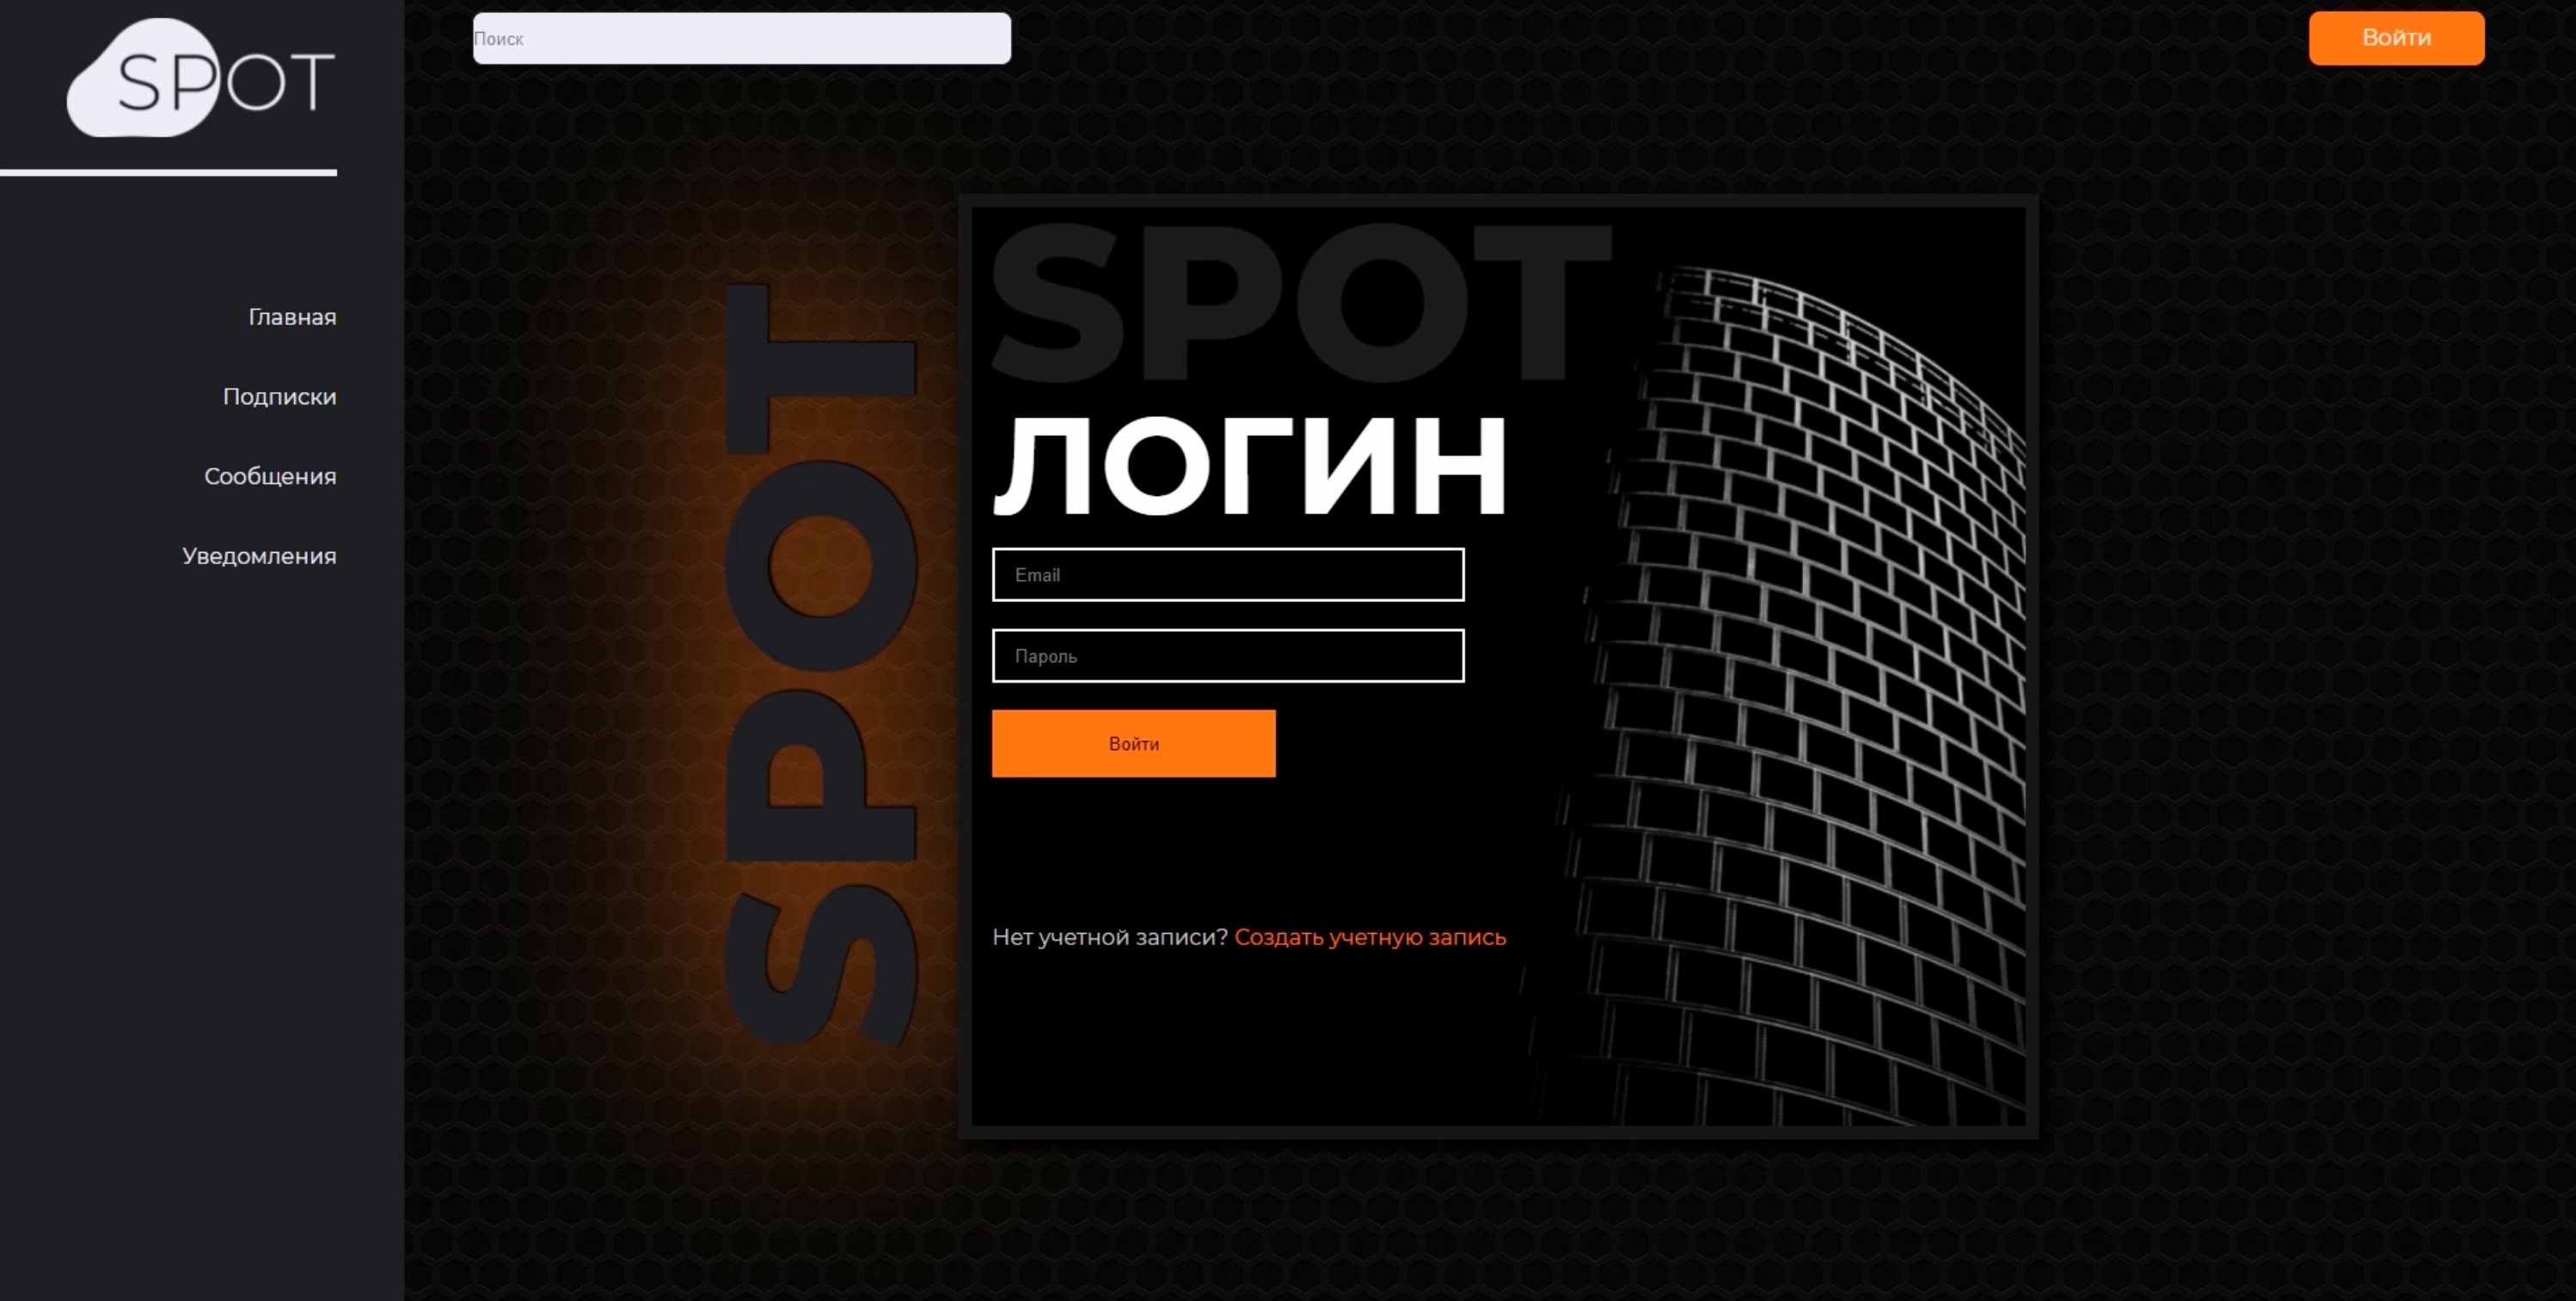 SPOT
Поиск
Войти
Главная
Подписки
Сообщения
Уведомления
SPOT
SPOT
ЛОГИН
Email
Пароль
Войти
Нет учетной записи? Создать учетную запись